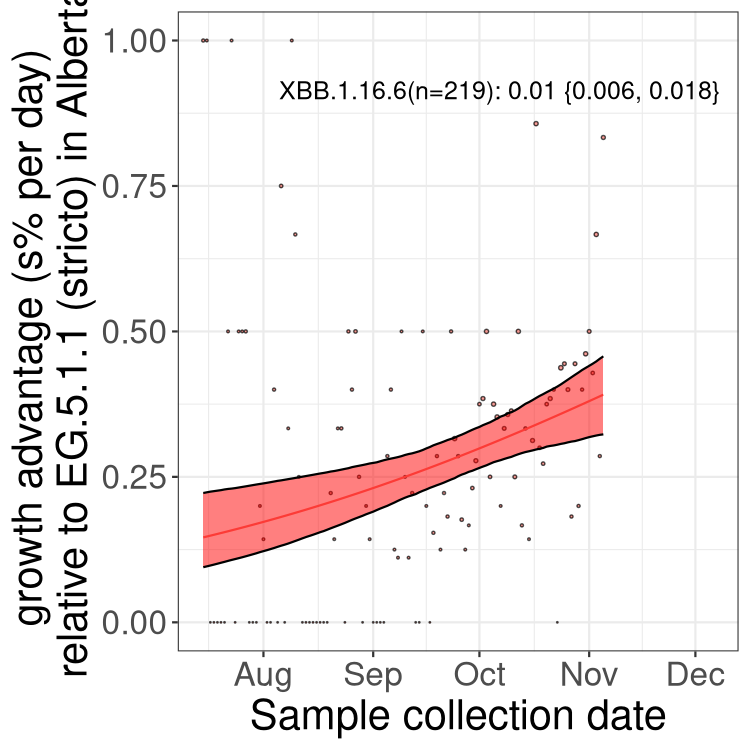 growth advantage (s% per day)
relative to EG.5.1.1 (stricto) in Alberta
1.00
0.75
0.50
0.25
0.00
XBB.1.16.6(n=219): 0.01 {0.006, 0.018}
Aug Sep Oct Nov Dec
Sample collection date